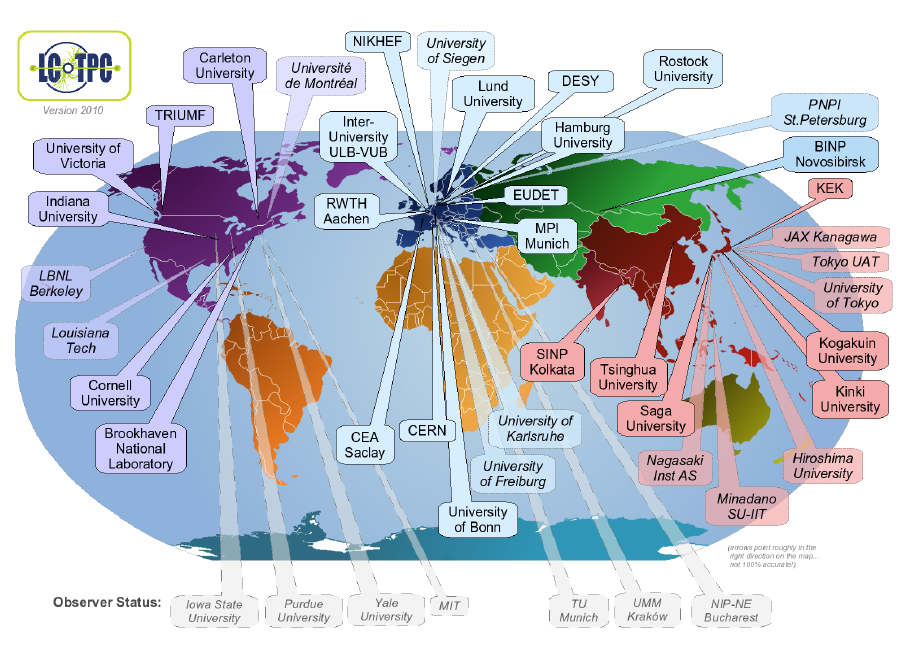 LC TPC
Version 2010
Carleton
University
Université
de Montréal
NIKHEF
University
of Siegen
Lund
University
DESY
Rostock
University
TRIUMF
Inter-
University
ULB-VUB
Hamburg
University
PNPI
St.Petersburg
University of
Victoria
BINP
Novosibirsk
Indiana
University
RWTH
Aachen
EUDET
KEK
MPI
Munich
JAX Kanagawa
Tokyo UAT
LBNL
Berkeley
University
of Tokyo
Louisiana
Tech
SINP
Kolkata
Tsinghua
University
Kogakuin
University
Cornell
University
Kinki
University
Saga
University
Brookhaven
National
Laboratory
CEA
Saclay
CERN
University of
Karlsruhe
University
of Freiburg
Nagasaki
Inst AS
Hiroshima
University
University
of Bonn
Minadano
SU-IIT
(arrows point roughly in the
right direction on the map...
not 100% accurate!)
Observer Status:
Iowa State
University
Purdue
University
Yale
University
MIT
TU
Munich
UMM
Kraków
NIP-NE
Bucharest